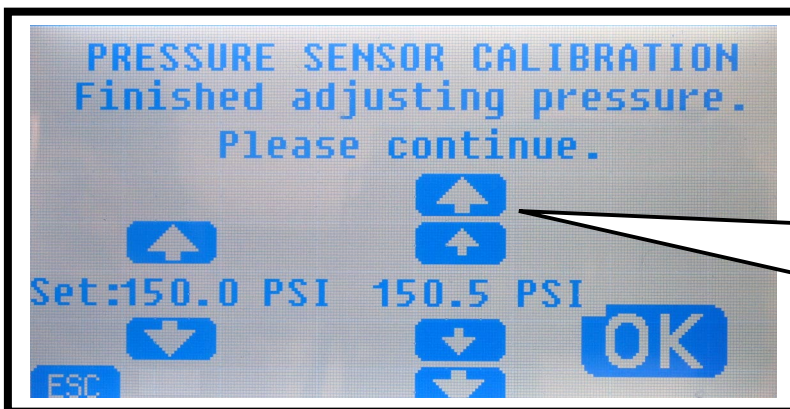 PRESSURE SENSOR CALIBRATION
Finished adjusting pressure.
Please continue.
Set:150.0 PSI 150.5 PSI
OK
ESC